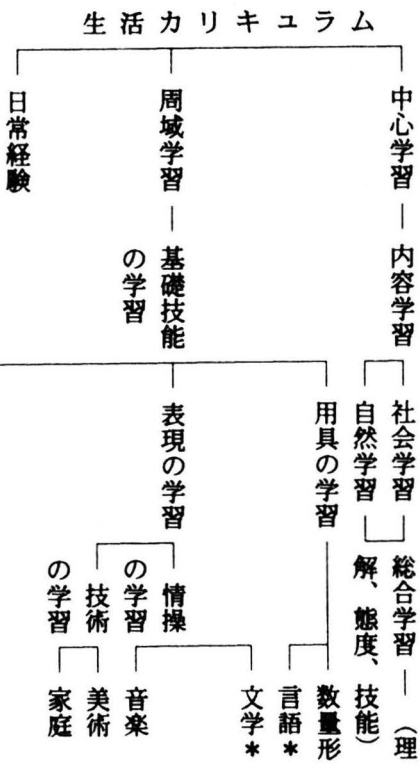 生活カリキュラム
中心学習
内容学習
社会学習
自然学習
総合学習
(理
解、態度、技能)
周域学習
基礎技能
の学習
用具の学習
数量形
言語*
表現の学習
情操
の学習
文学*
音楽
技術
の学習
美術
家庭
日常経験